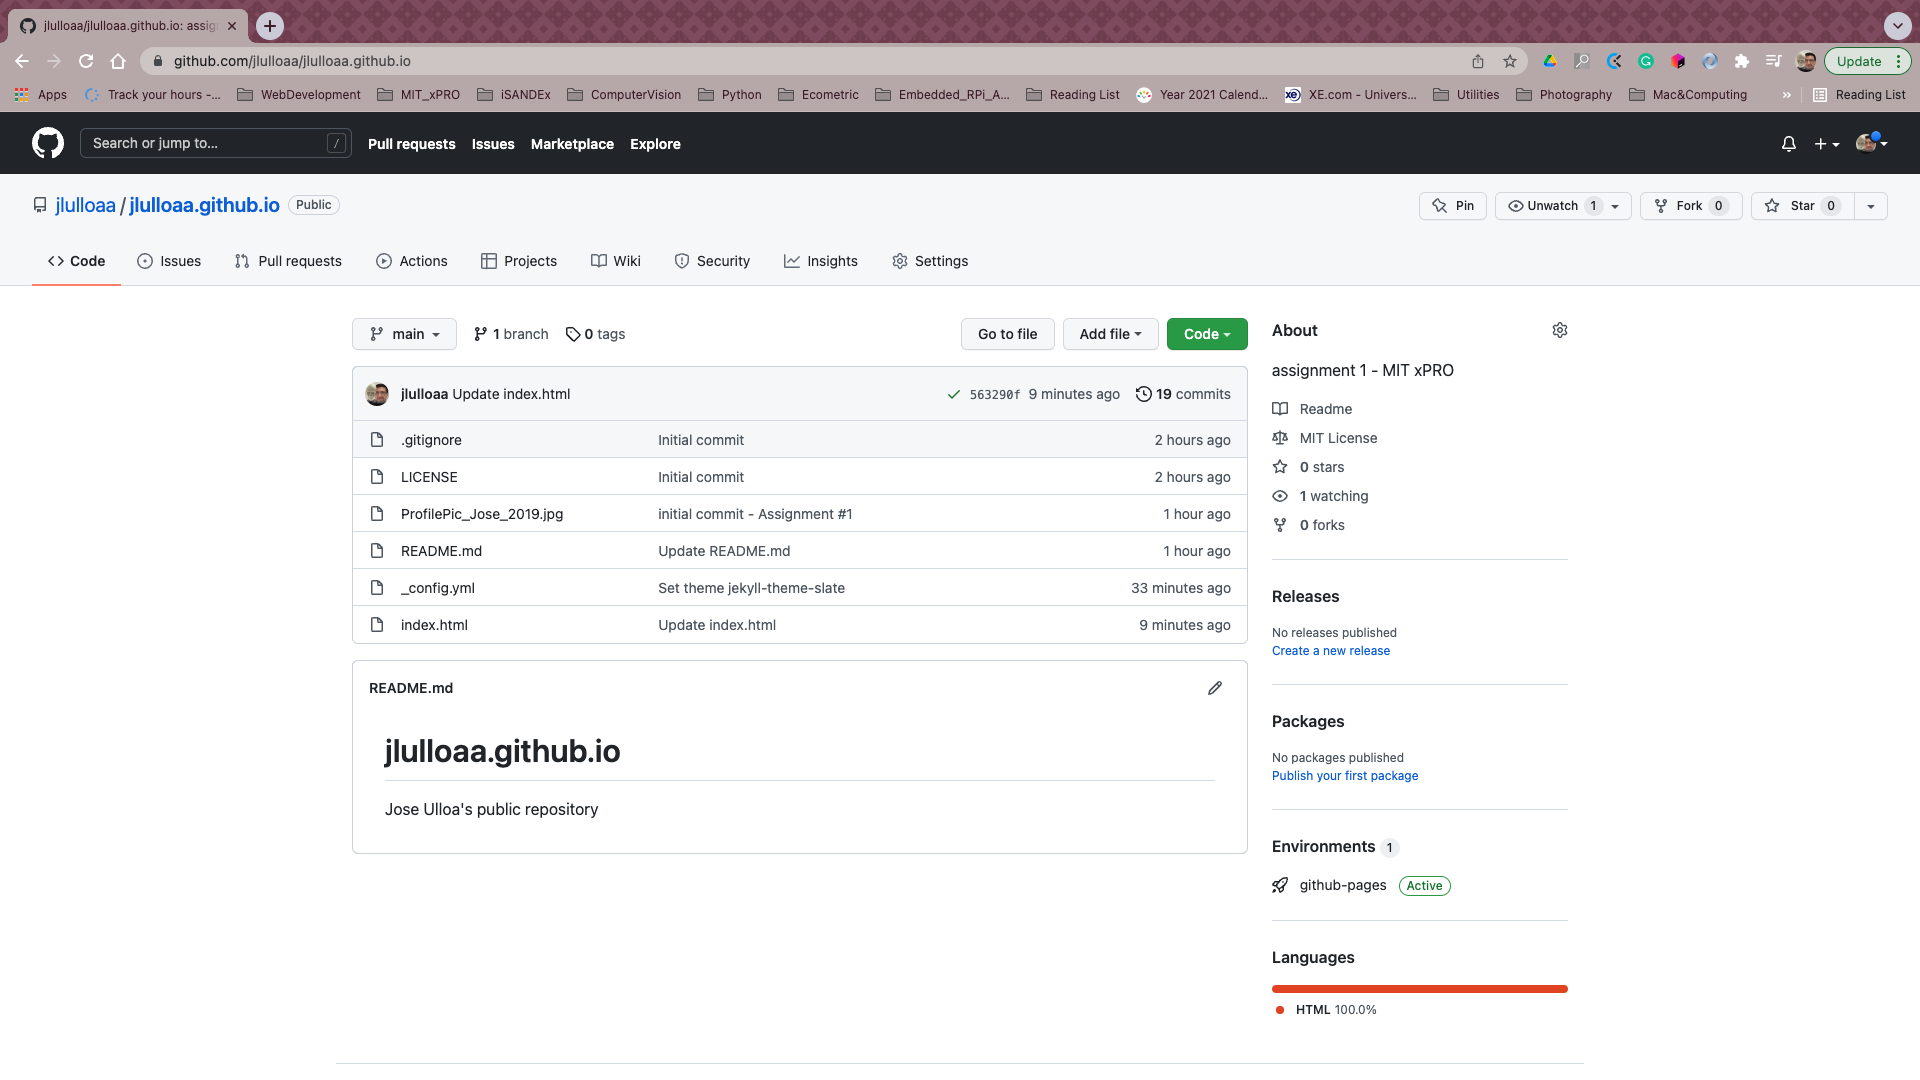 jlulloaa/jlulloaa.github.io: assig
github.com/jlulloaa/jlulloaa.github.io
Update
Apps Track your hours -... WebDevelopment MIT_xPRO iSANDEx ComputerVision Python Ecometric Embedded_RPi_A... Reading List Year 2021 Calend... XE.com - Univers... Utilities Photography Mac&Computing » Reading List
Search or jump to... / Pull requests Issues Marketplace Explore
jlulloaa / jlulloaa.github.io Public
Pin Unwatch 1 Fork 0 Star 0
Code Issues Pull requests Actions Projects Wiki Security Insights Settings
main 1 branch 0 tags Go to file Add file Code
jlulloaa Update index.html 563290f 9 minutes ago 19 commits
.gitignore Initial commit 2 hours ago
LICENSE Initial commit 2 hours ago
ProfilePic_Jose_2019.jpg initial commit - Assignment #1 1 hour ago
README.md Update README.md 1 hour ago
_config.yml Set theme jekyll-theme-slate 33 minutes ago
index.html Update index.html 9 minutes ago
README.md
jlulloaa.github.io
Jose Ulloa's public repository
About
assignment 1 - MIT xPRO
Readme
MIT License
0 stars
1 watching
0 forks
Releases
No releases published
Create a new release
Packages
No packages published
Publish your first package
Environments 1
github-pages Active
Languages
HTML 100.0%